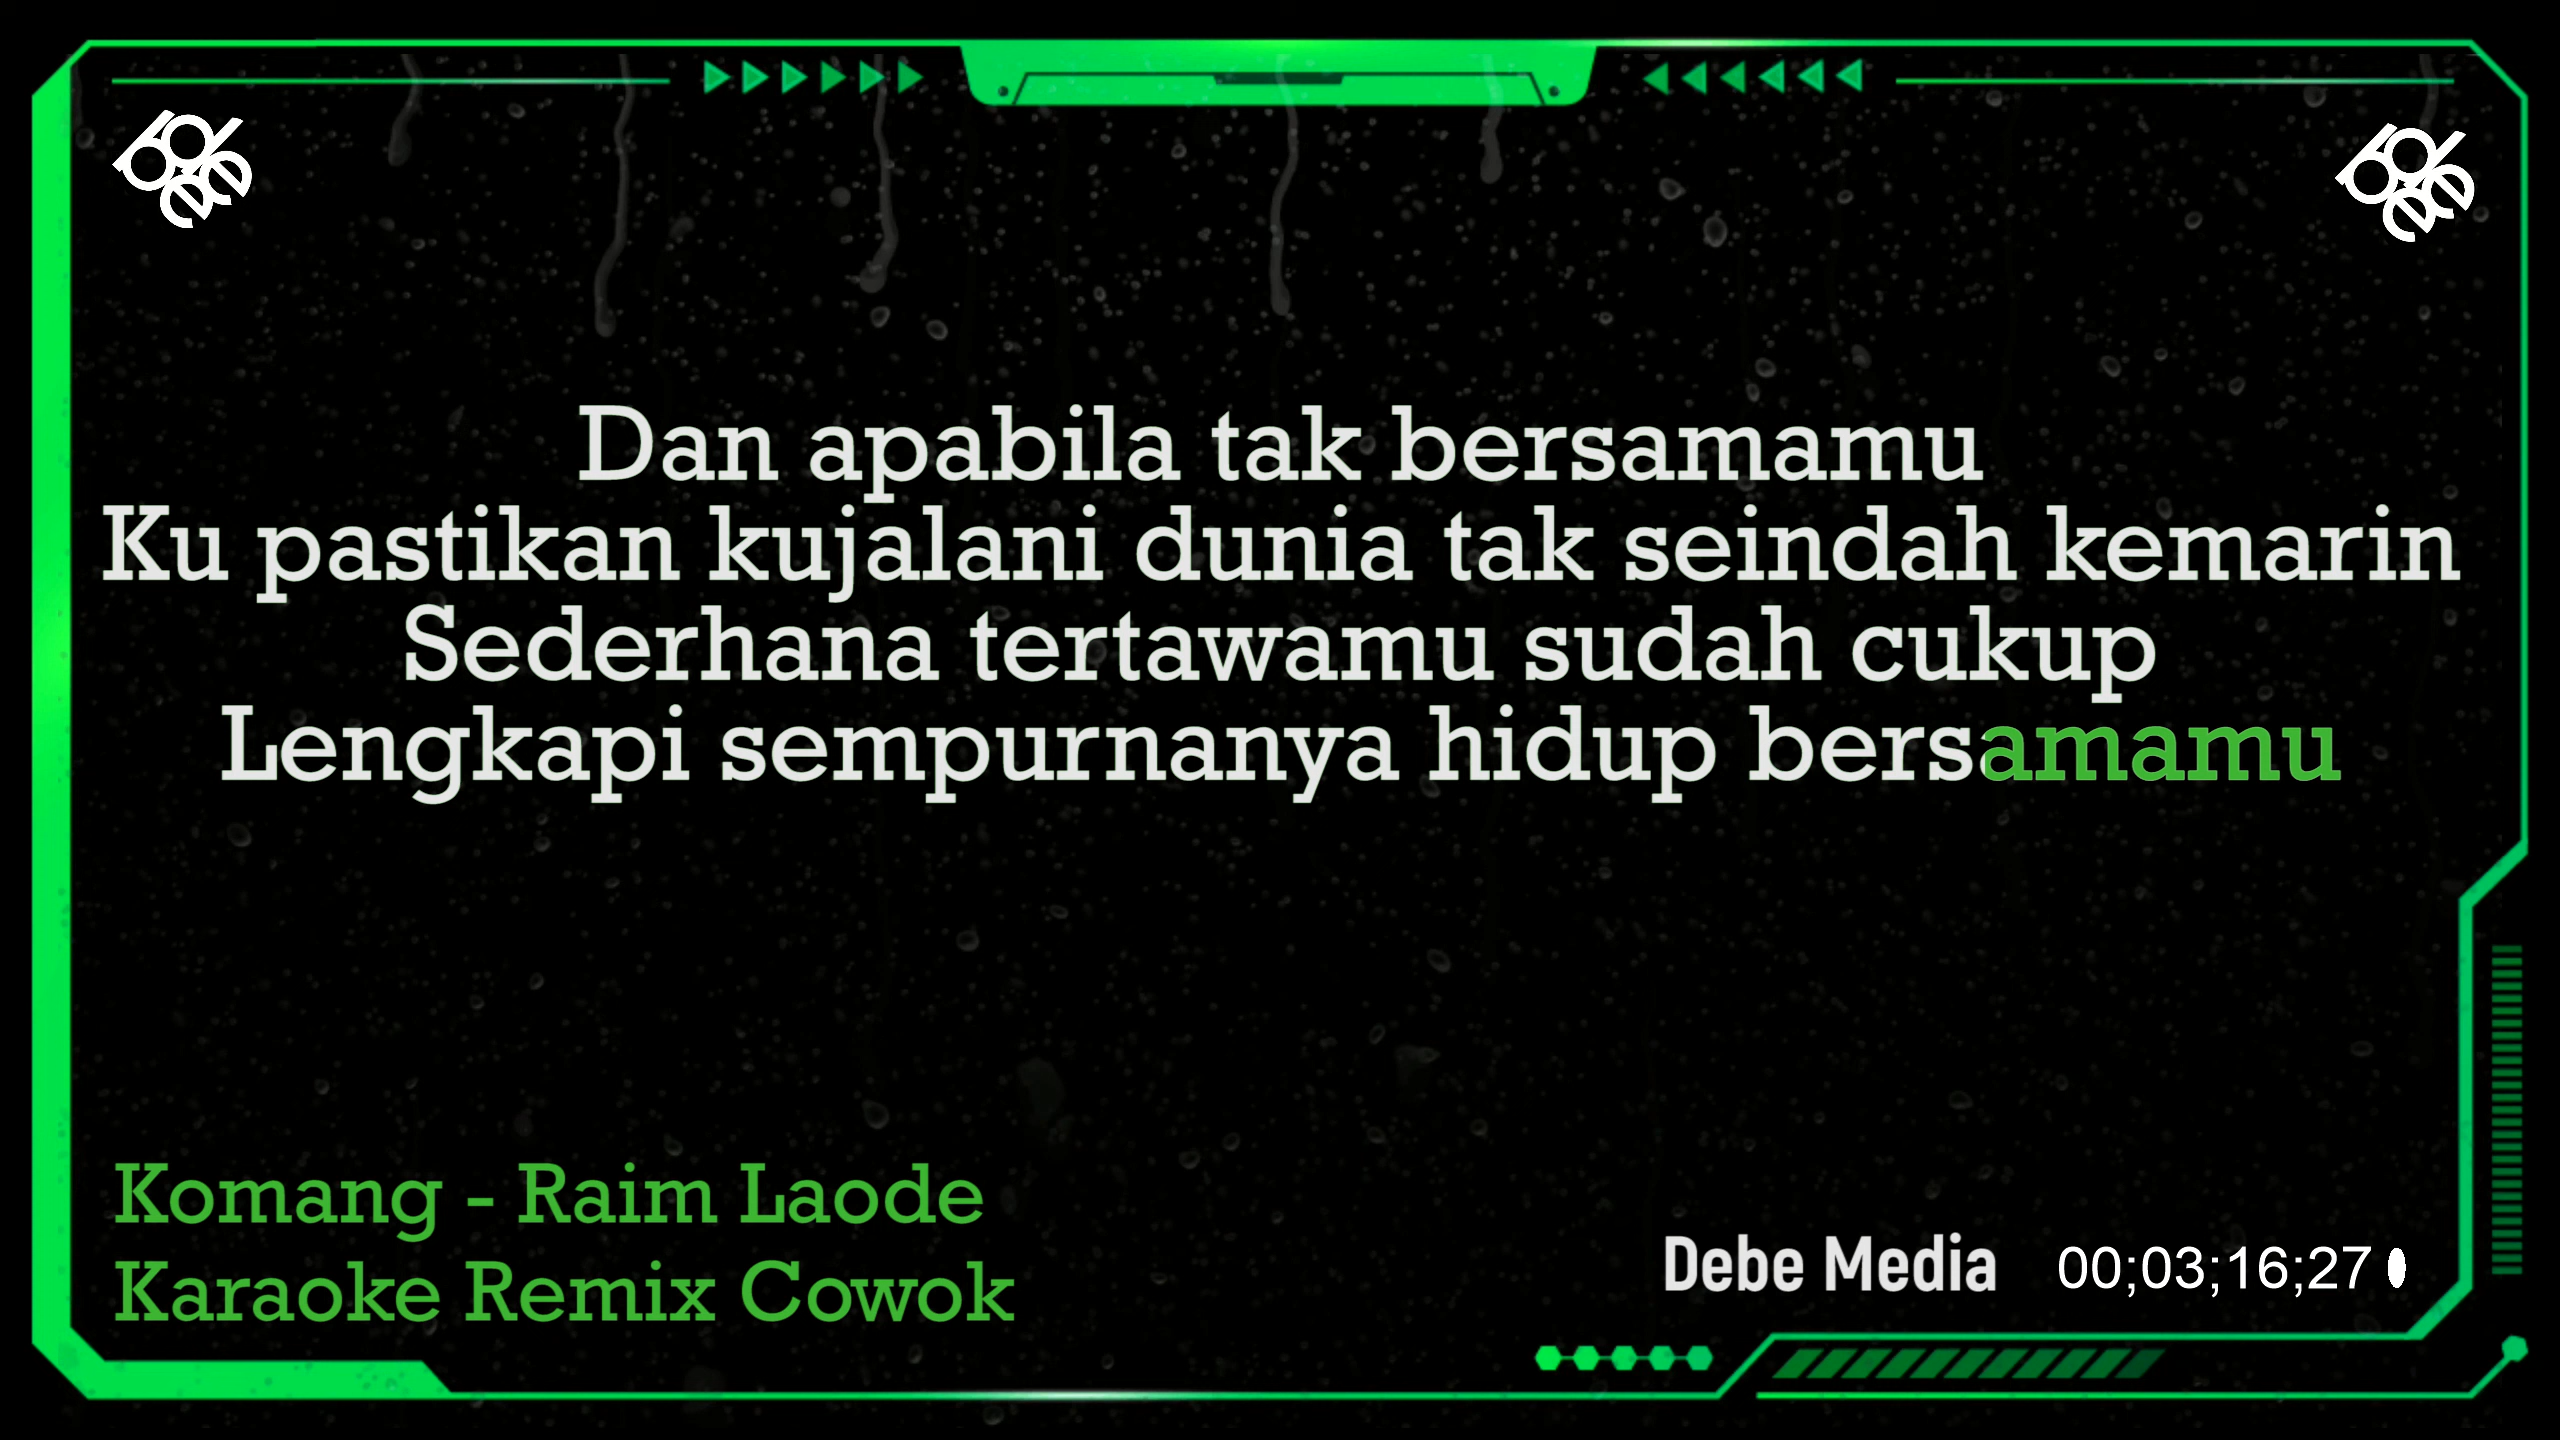 Dan apabila tak bersamamu
Ku pastikan kujalani dunia tak seindah kemarin
Sederhana tertawamu sudah cukup
Lengkapi sempurnanya hidup bersamamu
Komang - Raim Laode
Karaoke Remix Cowok
Debe Media 00;03;16;27